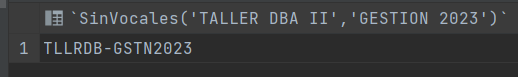 `SinVocales('TALLER DBA II','GESTION 2023')`
1 TLLRDB-GSTN2023